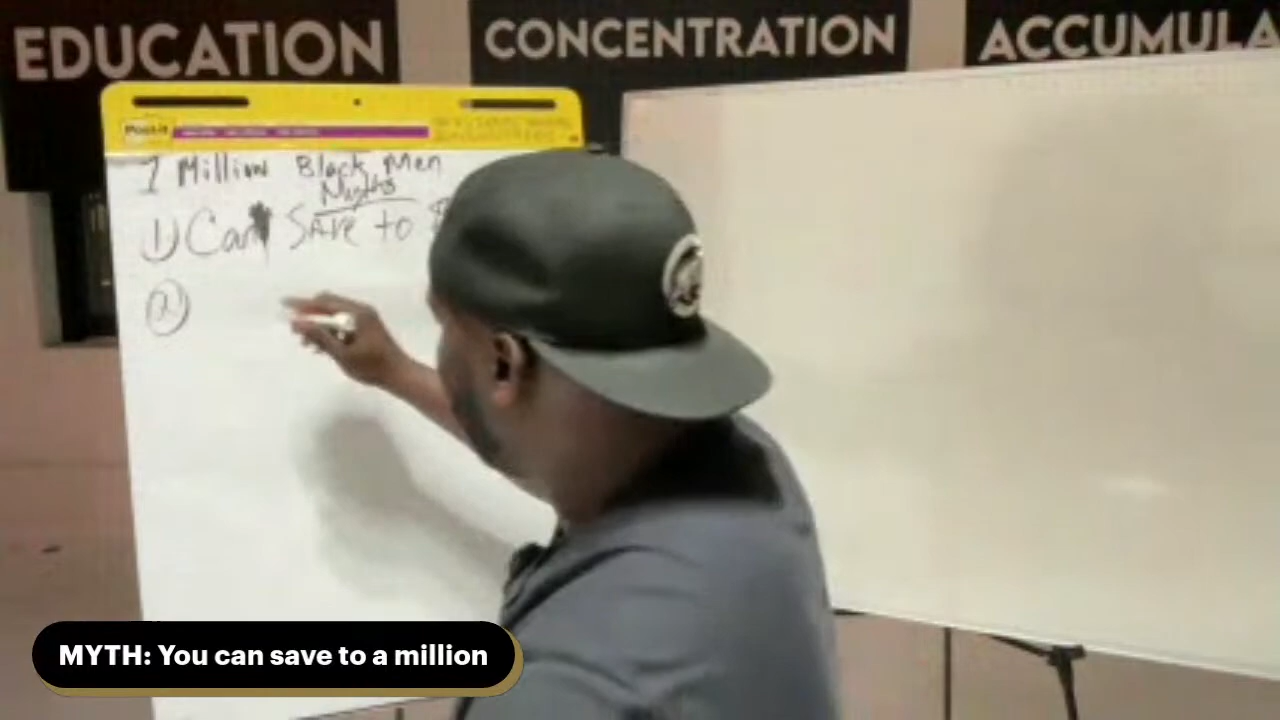 EDUCATION
CONCENTRATION
ACCUMULA
Post-it
1 Million Black Men
Myths
1) Can Save to
2)
MYTH: You can save to a million